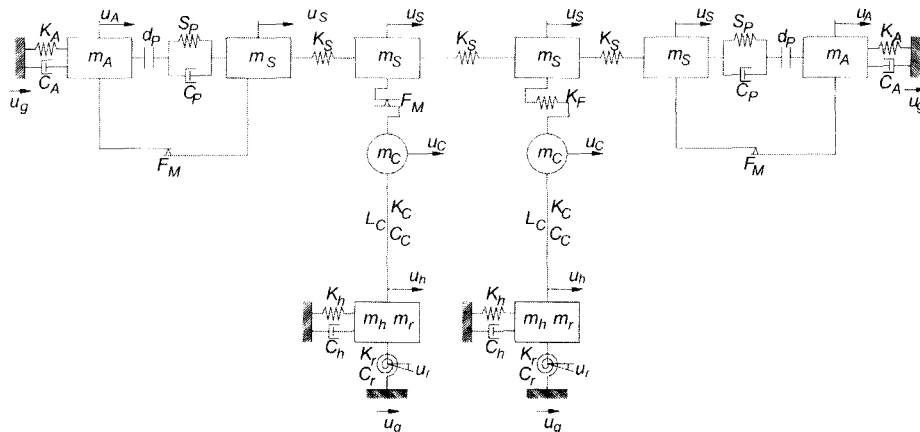 u_A S_P u_S u_S u_S u_S S_P u_A
K_A d_P K_S K_S K_S d_P K_A
m_A m_S m_S m_S m_S m_A
C_A C_P C_P C_A
u_g F_M K_F u_g
F_M m_C u_C m_C u_C F_M
K_C K_C
L_C L_C
C_C C_C
u_h u_h
K_h K_h
m_h m_r m_h m_r
C_h C_h
K_r K_r
C_r u_r C_r u_r
u_g u_g